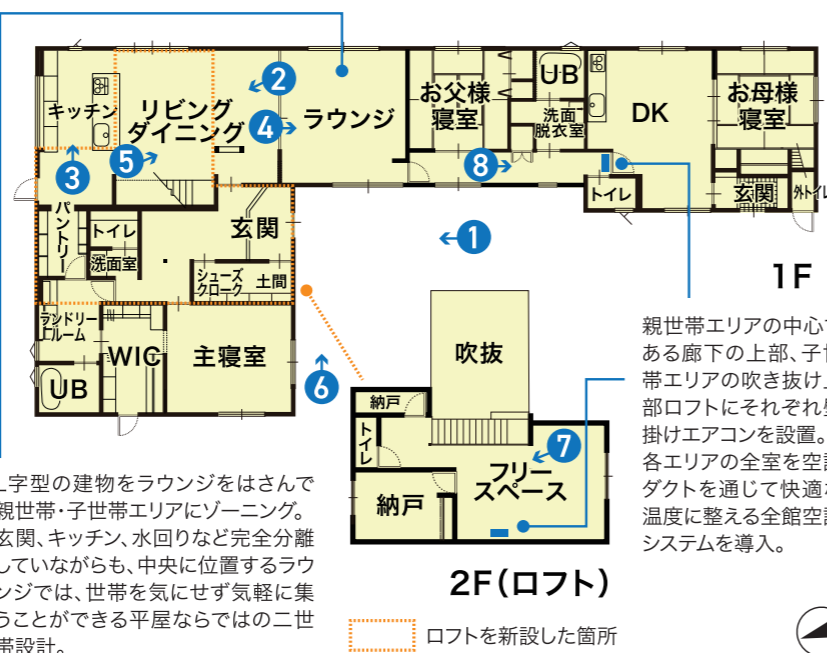 キッチン
リビング
ダイニング
2
4
ラウンジ
お父様
寝室
UB
洗面
脱衣室
DK
お母様
寝室
5
3
8
トイレ
玄関
外トイレ
パントリー
トイレ
洗面室
玄関
シューズ
クローク
土間
1
1F
ランドリー
ルーム
WIC
主寝室
UB
6
吹抜
納戸
トイレ
7
フリー
スペース
納戸
2F(ロフト)
ロフトを新設した箇所
L字型の建物をラウンジをはさんで
親世帯・子世帯エリアにゾーニング。
玄関、キッチン、水回りなど完全分離
していながらも、中央に位置するラウ
ンジでは、世帯を気にせず気軽に集
うことができる平屋ならではの二世
帯設計。
親世帯エリアの中心で
ある廊下の上部、子世
帯エリアの吹き抜け上
部ロフトにそれぞれ壁
掛けエアコンを設置。
各エリアの全室を空調
ダクトを通じて快適な
温度に整える全館空調
システムを導入。